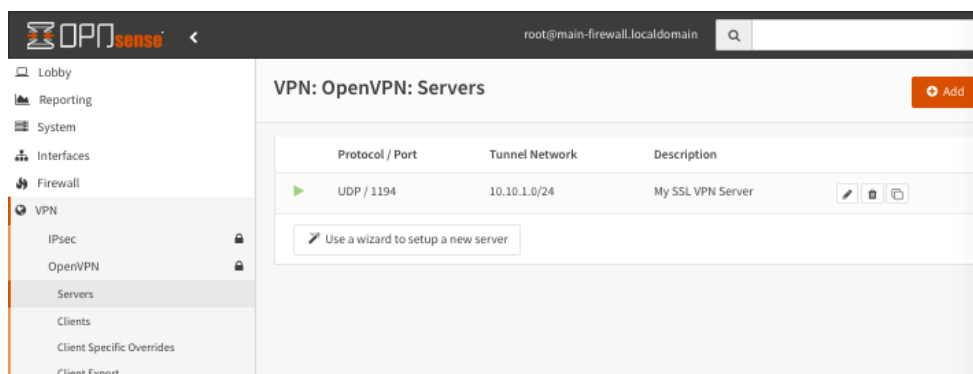 OPNsense
root@main-firewall.localdomain
Lobby
Reporting
System
Interfaces
Firewall
VPN
IPsec
OpenVPN
Servers
Clients
Client Specific Overrides
Client Export
VPN: OpenVPN: Servers
Add
Protocol / Port Tunnel Network Description
UDP / 1194 10.10.1.0/24 My SSL VPN Server
Use a wizard to setup a new server